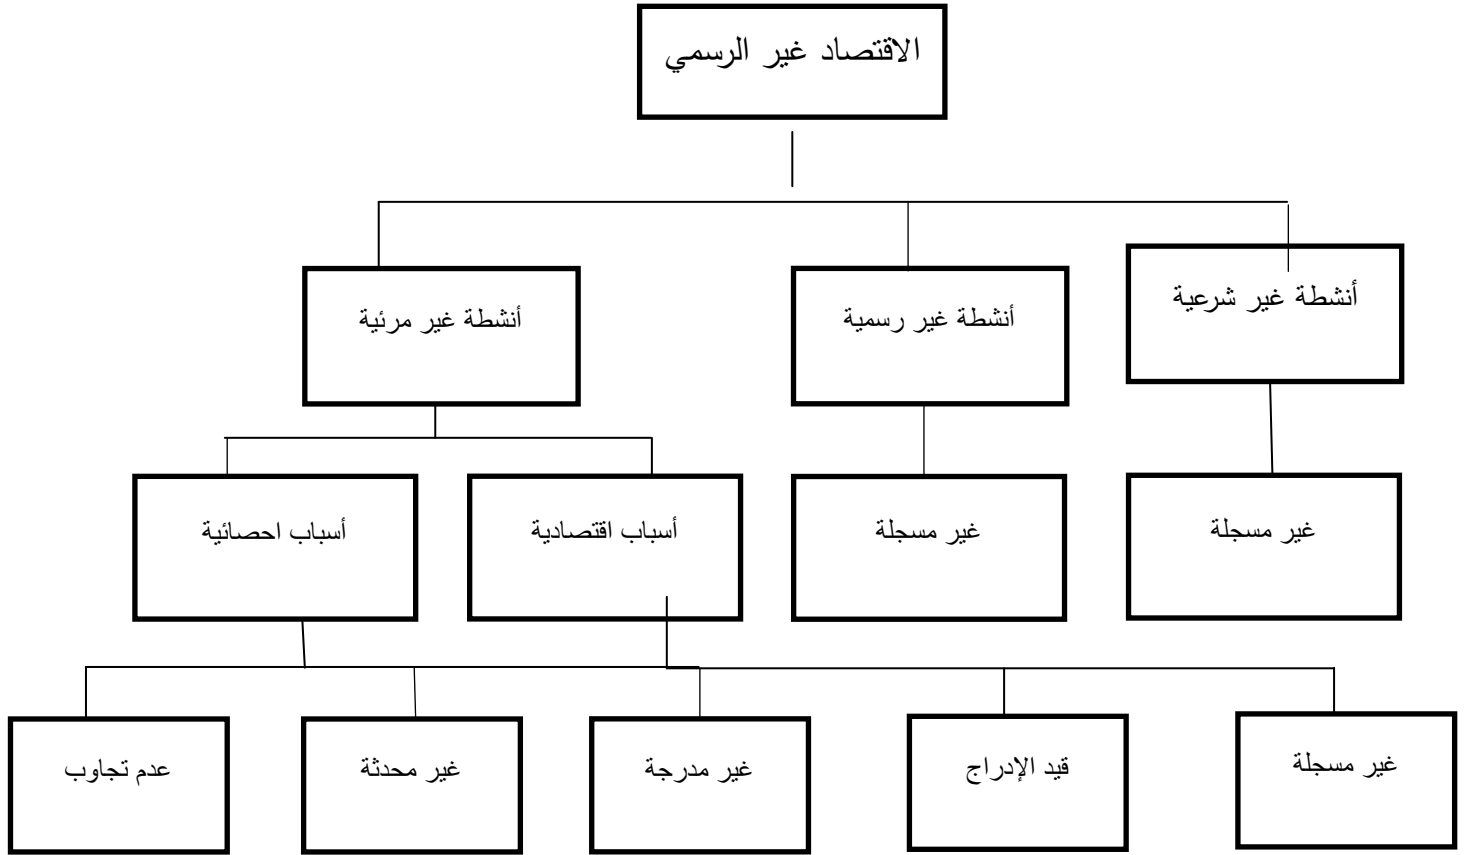 الاقتصاد غير الرسمي
أنشطة غير شرعية
أنشطة غير رسمية
أنشطة غير مرئية
غير مسجلة
غير مسجلة
أسباب اقتصادية
أسباب احصائية
غير مسجلة
قيد الإدراج
غير مدرجة
غير محدثة
عدم تجاوب